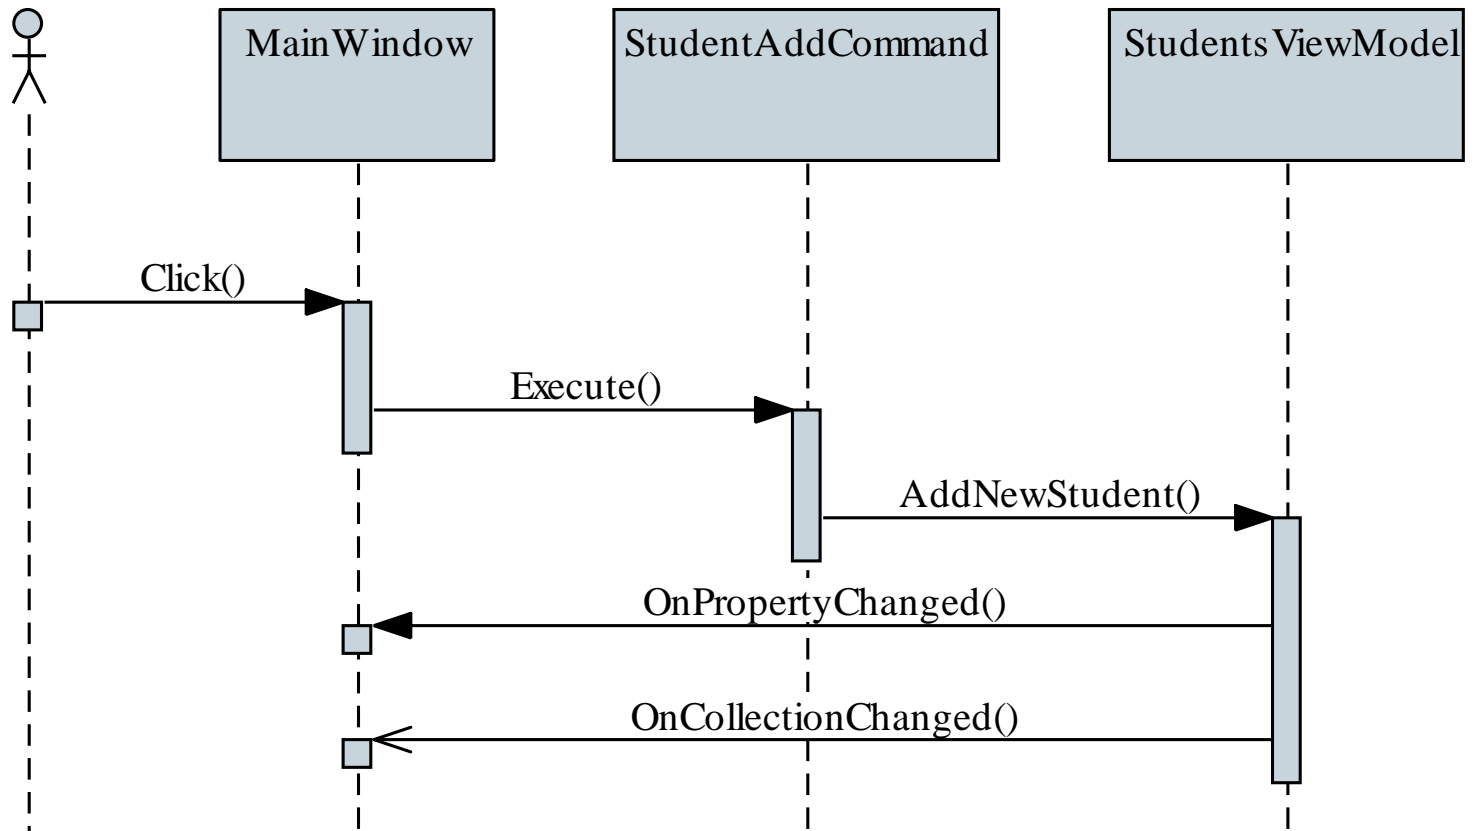 MainWindow
StudentAddCommand
StudentsViewModel
Click()
Execute()
AddNewStudent()
OnPropertyChanged()
OnCollectionChanged()